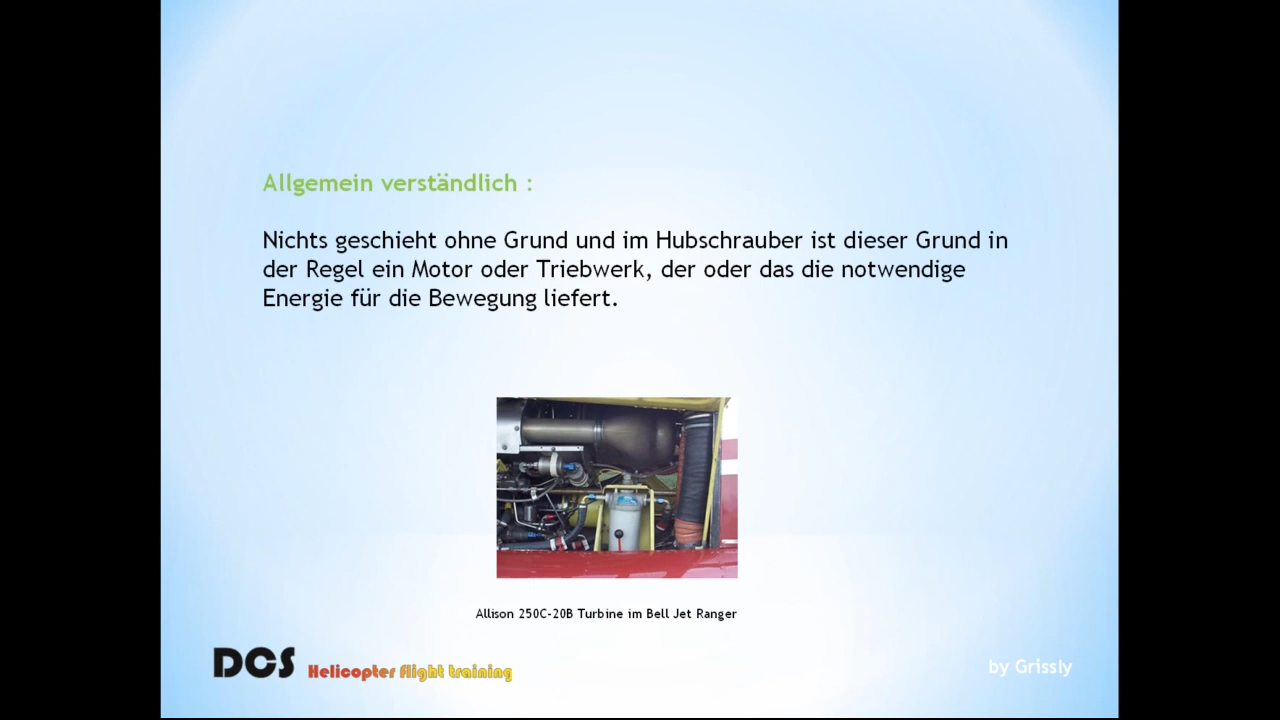 Allgemein verständlich :
Nichts geschieht ohne Grund und im Hubschrauber ist dieser Grund in
der Regel ein Motor oder Triebwerk, der oder das die notwendige
Energie für die Bewegung liefert.
Allison 250C-20B Turbine im Bell Jet Ranger
DCS Helicopter flight training
by Grissly